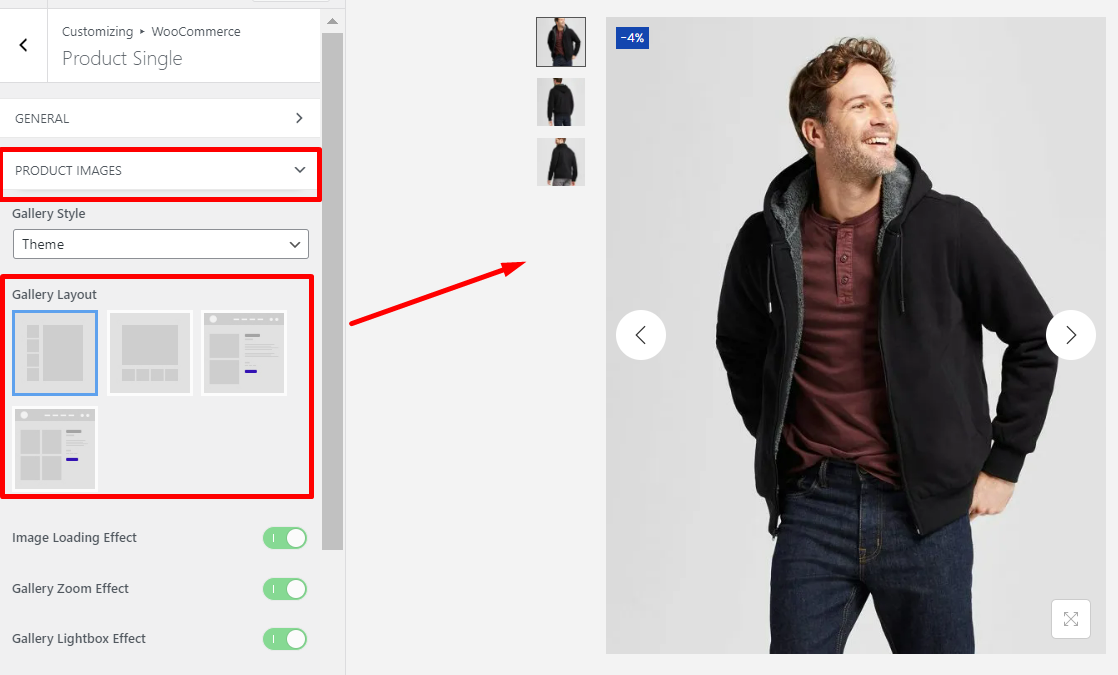 Customizing ▸ WooCommerce
Product Single
GENERAL
PRODUCT IMAGES
Gallery Style
Theme
Gallery Layout
Image Loading Effect
Gallery Zoom Effect
Gallery Lightbox Effect
-4%